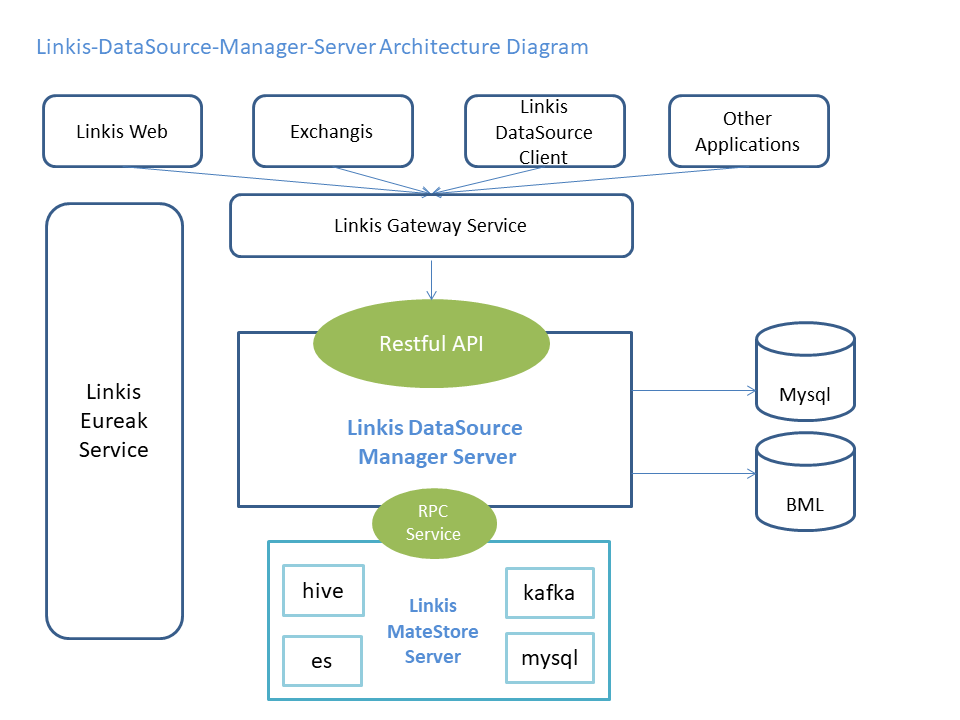 Linkis-DataSource-Manager-Server Architecture Diagram
Linkis Web
Exchangis
Linkis
DataSource
Client
Other
Applications
Linkis Gateway Service
Restful API
Linkis
Eureak
Service
Linkis DataSource
Manager Server
Mysql
BML
RPC
Service
hive
es
Linkis
MateStore
Server
kafka
mysql